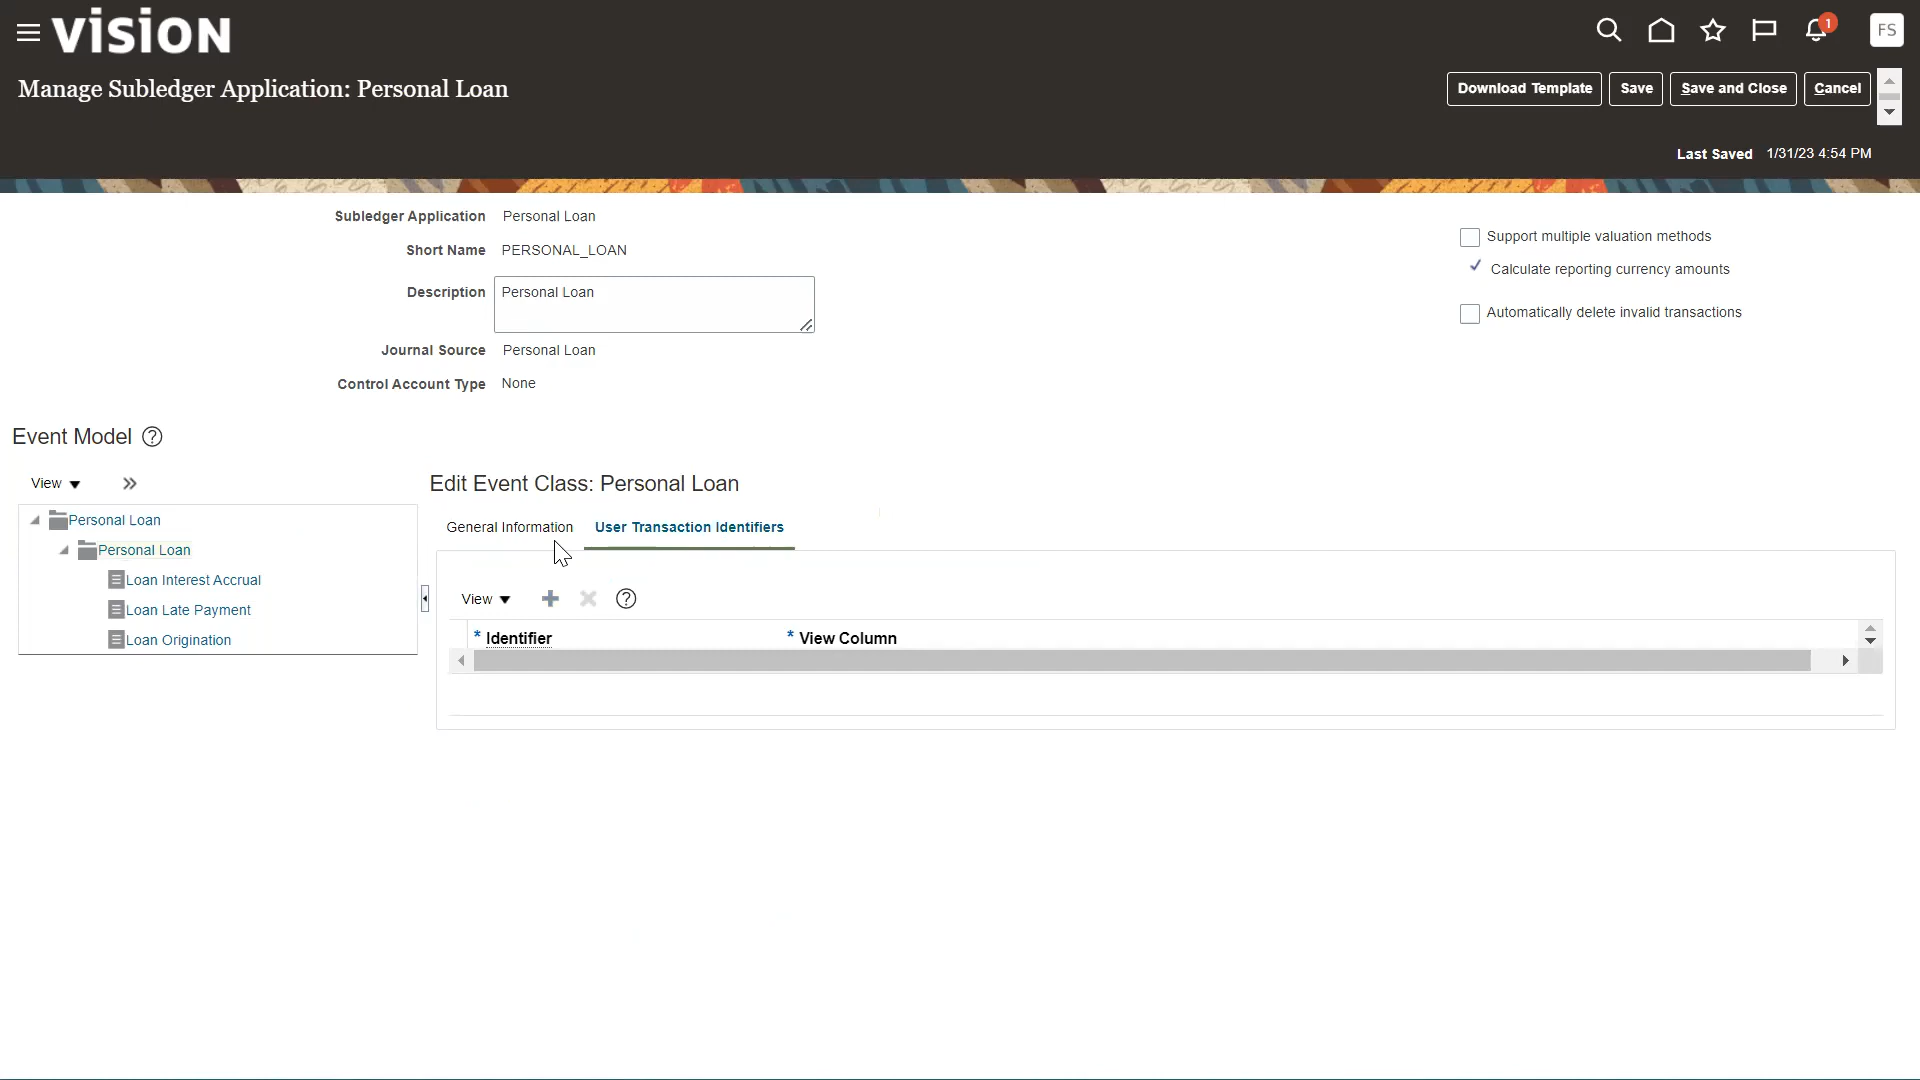 VISION
1
FS
Manage Subledger Application: Personal Loan
Download Template
Save
Save and Close
Cancel
Last Saved 1/31/23 4:54 PM
Subledger Application Personal Loan
Short Name PERSONAL_LOAN
Description Personal Loan
Journal Source Personal Loan
Control Account Type None
Support multiple valuation methods
Calculate reporting currency amounts
Automatically delete invalid transactions
Event Model ?
View
Personal Loan
Personal Loan
Loan Interest Accrual
Loan Late Payment
Loan Origination
Edit Event Class: Personal Loan
General Information
User Transaction Identifiers
View
?
* Identifier
* View Column